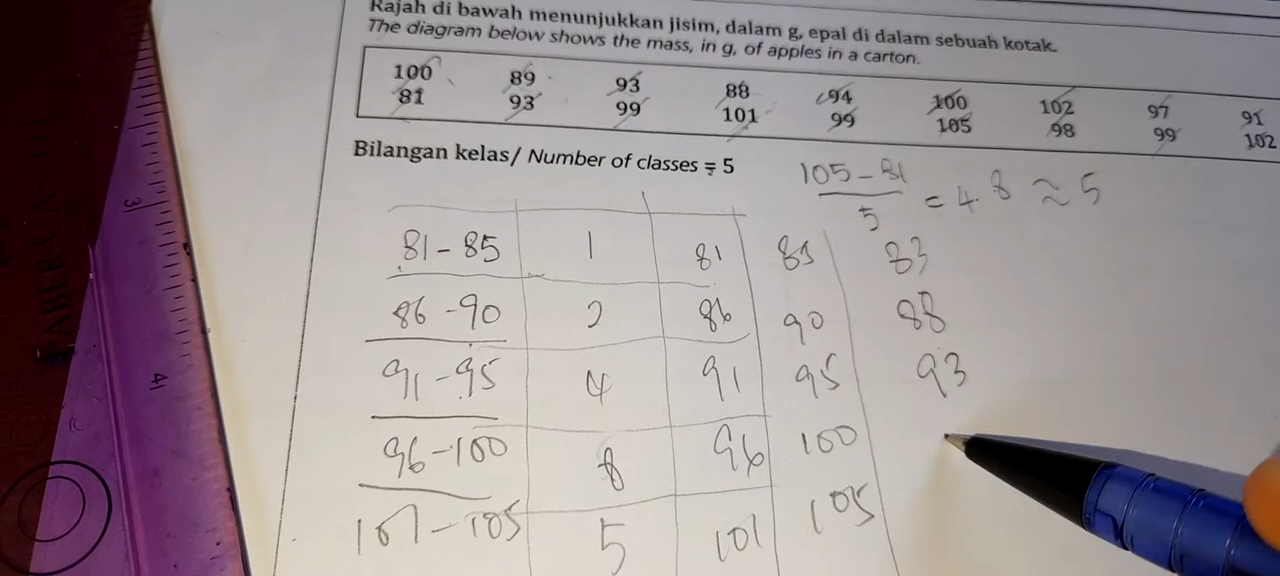 Rajah di bawah menunjukkan jisim, dalam g, epal di dalam sebuah kotak.
The diagram below shows the mass, in g, of apples in a carton.
100 89 93 88 94 100 102 97 91
81 93 99 101 99 105 98 99 102
Bilangan kelas/ Number of classes = 5
105 - 81 / 5 = 4.8 ≈ 5
81 - 85 1 81 85 83
86 - 90 2 86 90 88
91 - 95 4 91 95 93
96 - 100 8 96 100
101 - 105 5 101 105
FABER CASTELL
3
41